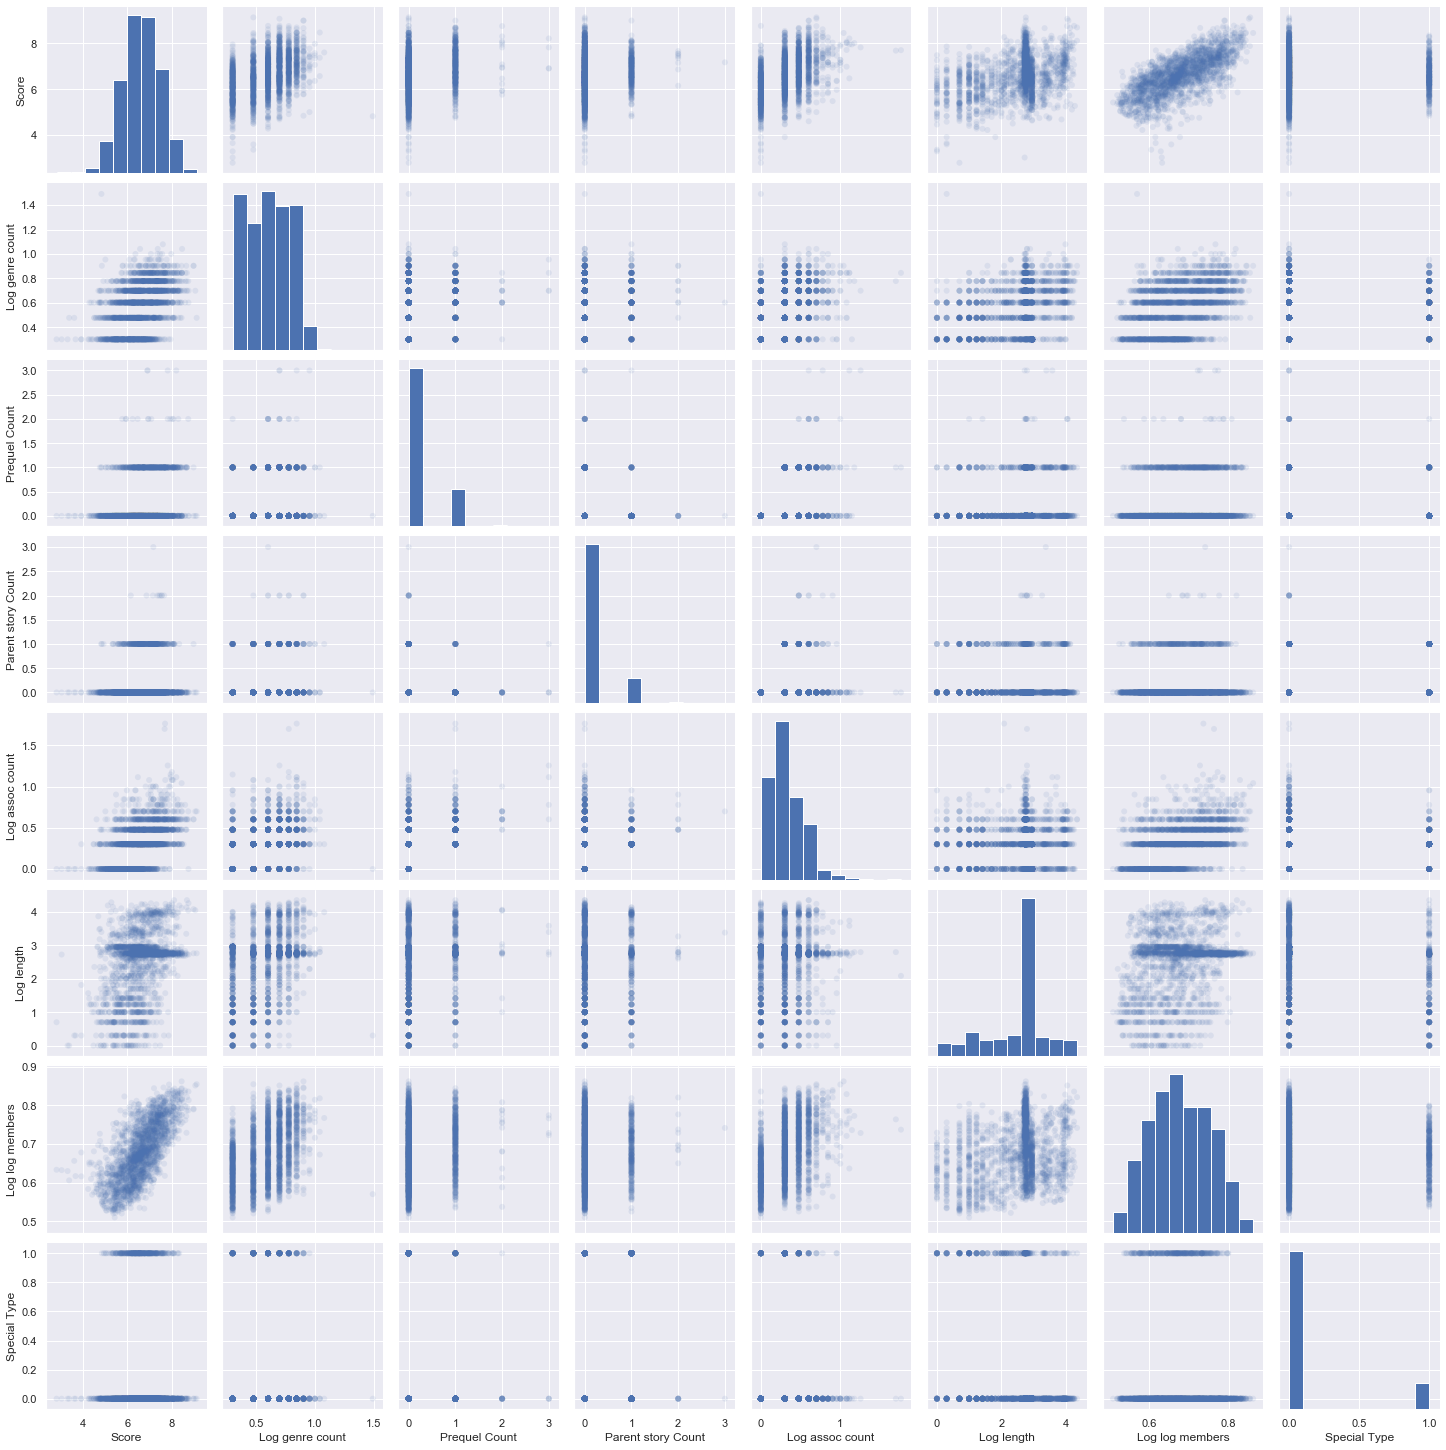 8
6
4
Score
1.4
1.2
1.0
0.8
0.6
0.4
Log genre count
3.0
2.5
2.0
1.5
1.0
0.5
0.0
Prequel Count
3.0
2.5
2.0
1.5
1.0
0.5
0.0
Parent story Count
1.5
1.0
0.5
0.0
Log assoc count
4
3
2
1
0
Log length
0.9
0.8
0.7
0.6
0.5
Log log members
1.0
0.8
0.6
0.4
0.2
0.0
Special Type
4 6 8
0.5 1.0 1.5
0 1 2 3
0 1 2 3
0 1
0 2 4
0.6 0.8
0.0 0.5 1.0
Score
Log genre count
Prequel Count
Parent story Count
Log assoc count
Log length
Log log members
Special Type